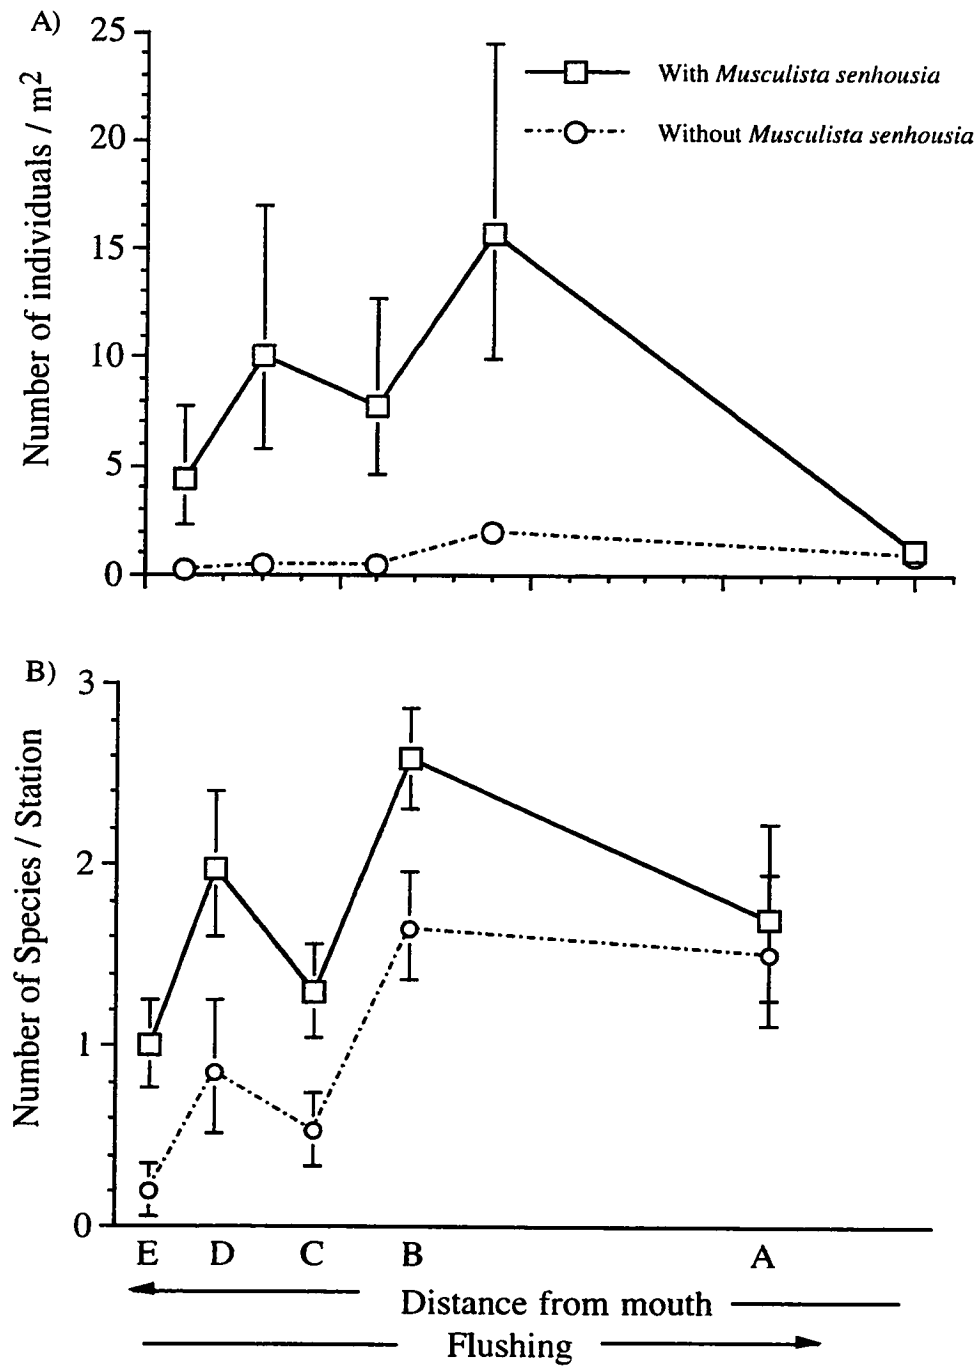 A)
25
20
15
10
5
0
Number of individuals / m²
With Musculista senhousia
Without Musculista senhousia
B)
3
2
1
0
Number of Species / Station
E D C B A
Distance from mouth
Flushing